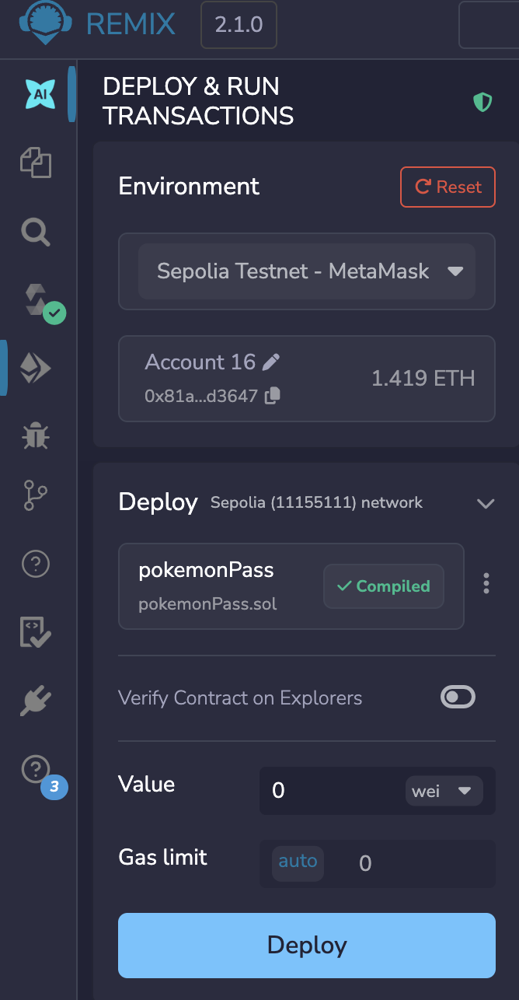 REMIX 2.1.0
AI
DEPLOY & RUN
TRANSACTIONS
Environment
Reset
Sepolia Testnet - MetaMask
Account 16
0x81a...d3647
1.419 ETH
Deploy Sepolia (11155111) network
pokemonPass
pokemonPass.sol
Compiled
Verify Contract on Explorers
Value 0 wei
Gas limit auto 0
Deploy
3